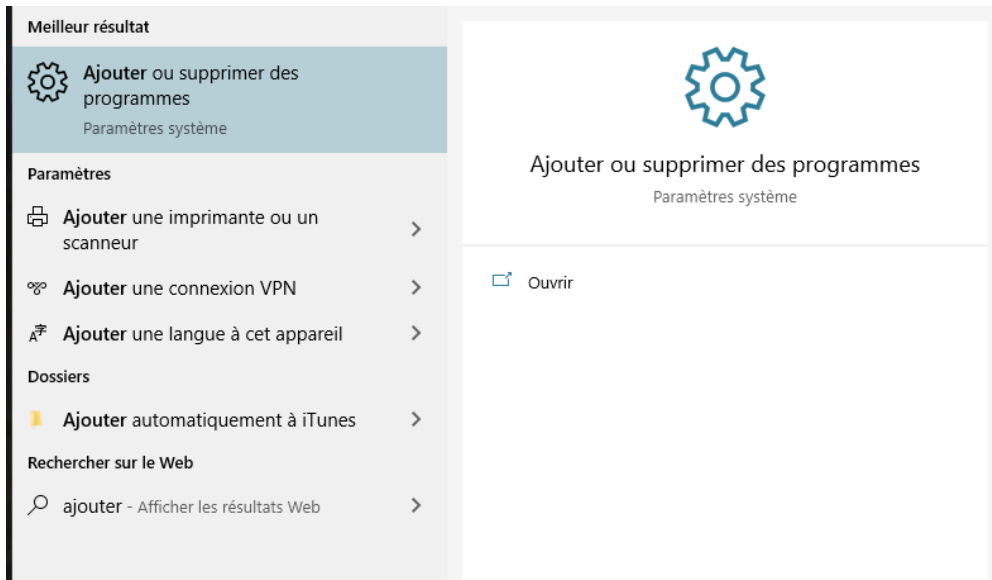 Meilleur résultat
Ajouter ou supprimer des
programmes
Paramètres système
Paramètres
Ajouter une imprimante ou un
scanneur
Ajouter une connexion VPN
Ajouter une langue à cet appareil
Dossiers
Ajouter automatiquement à iTunes
Rechercher sur le Web
ajouter - Afficher les résultats Web
Ajouter ou supprimer des programmes
Paramètres système
Ouvrir